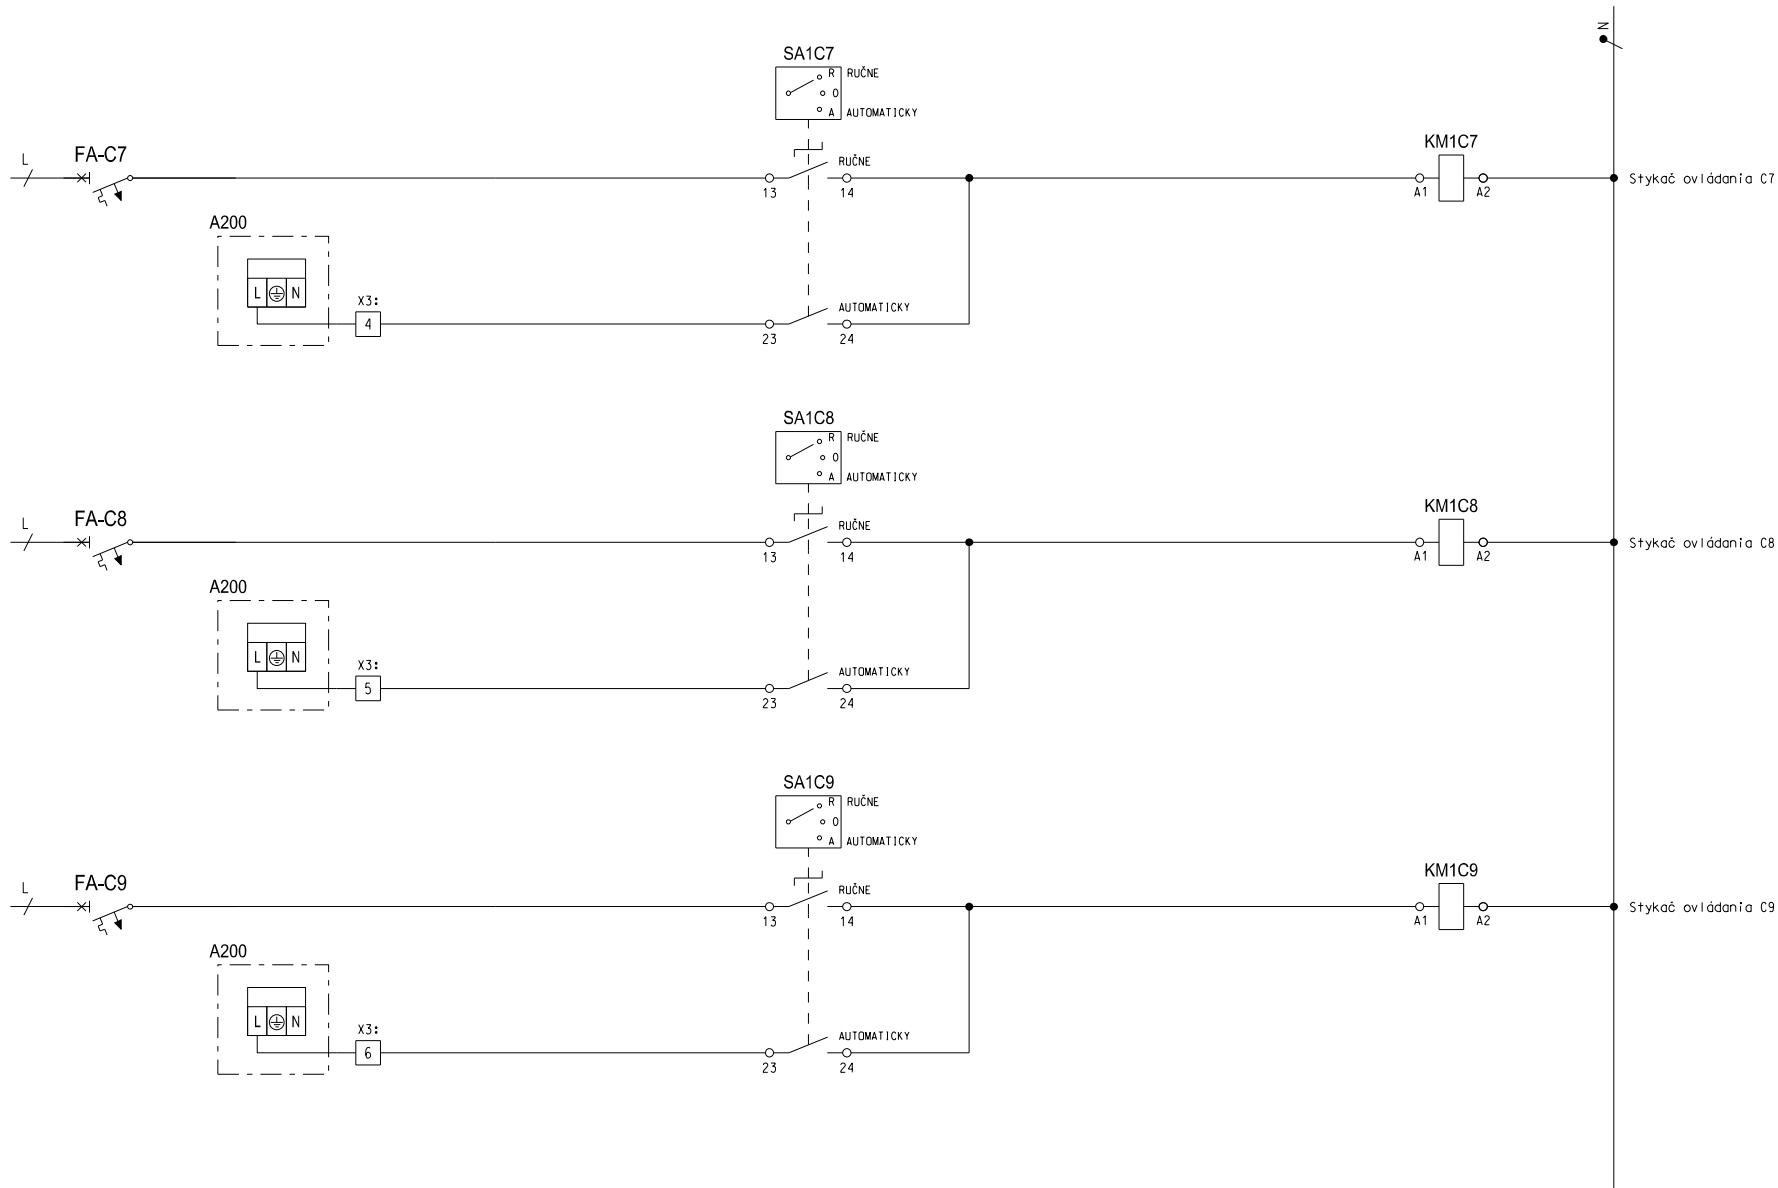 N
SA1C7
R RUČNE
0
A AUTOMATICKY
L FA-C7
RUČNE
13 14
KM1C7
A1 A2
Stykač ovládania C7
A200
L N
X3:
4
AUTOMATICKY
23 24
SA1C8
R RUČNE
0
A AUTOMATICKY
L FA-C8
RUČNE
13 14
KM1C8
A1 A2
Stykač ovládania C8
A200
L N
X3:
5
AUTOMATICKY
23 24
SA1C9
R RUČNE
0
A AUTOMATICKY
L FA-C9
RUČNE
13 14
KM1C9
A1 A2
Stykač ovládania C9
A200
L N
X3:
6
AUTOMATICKY
23 24